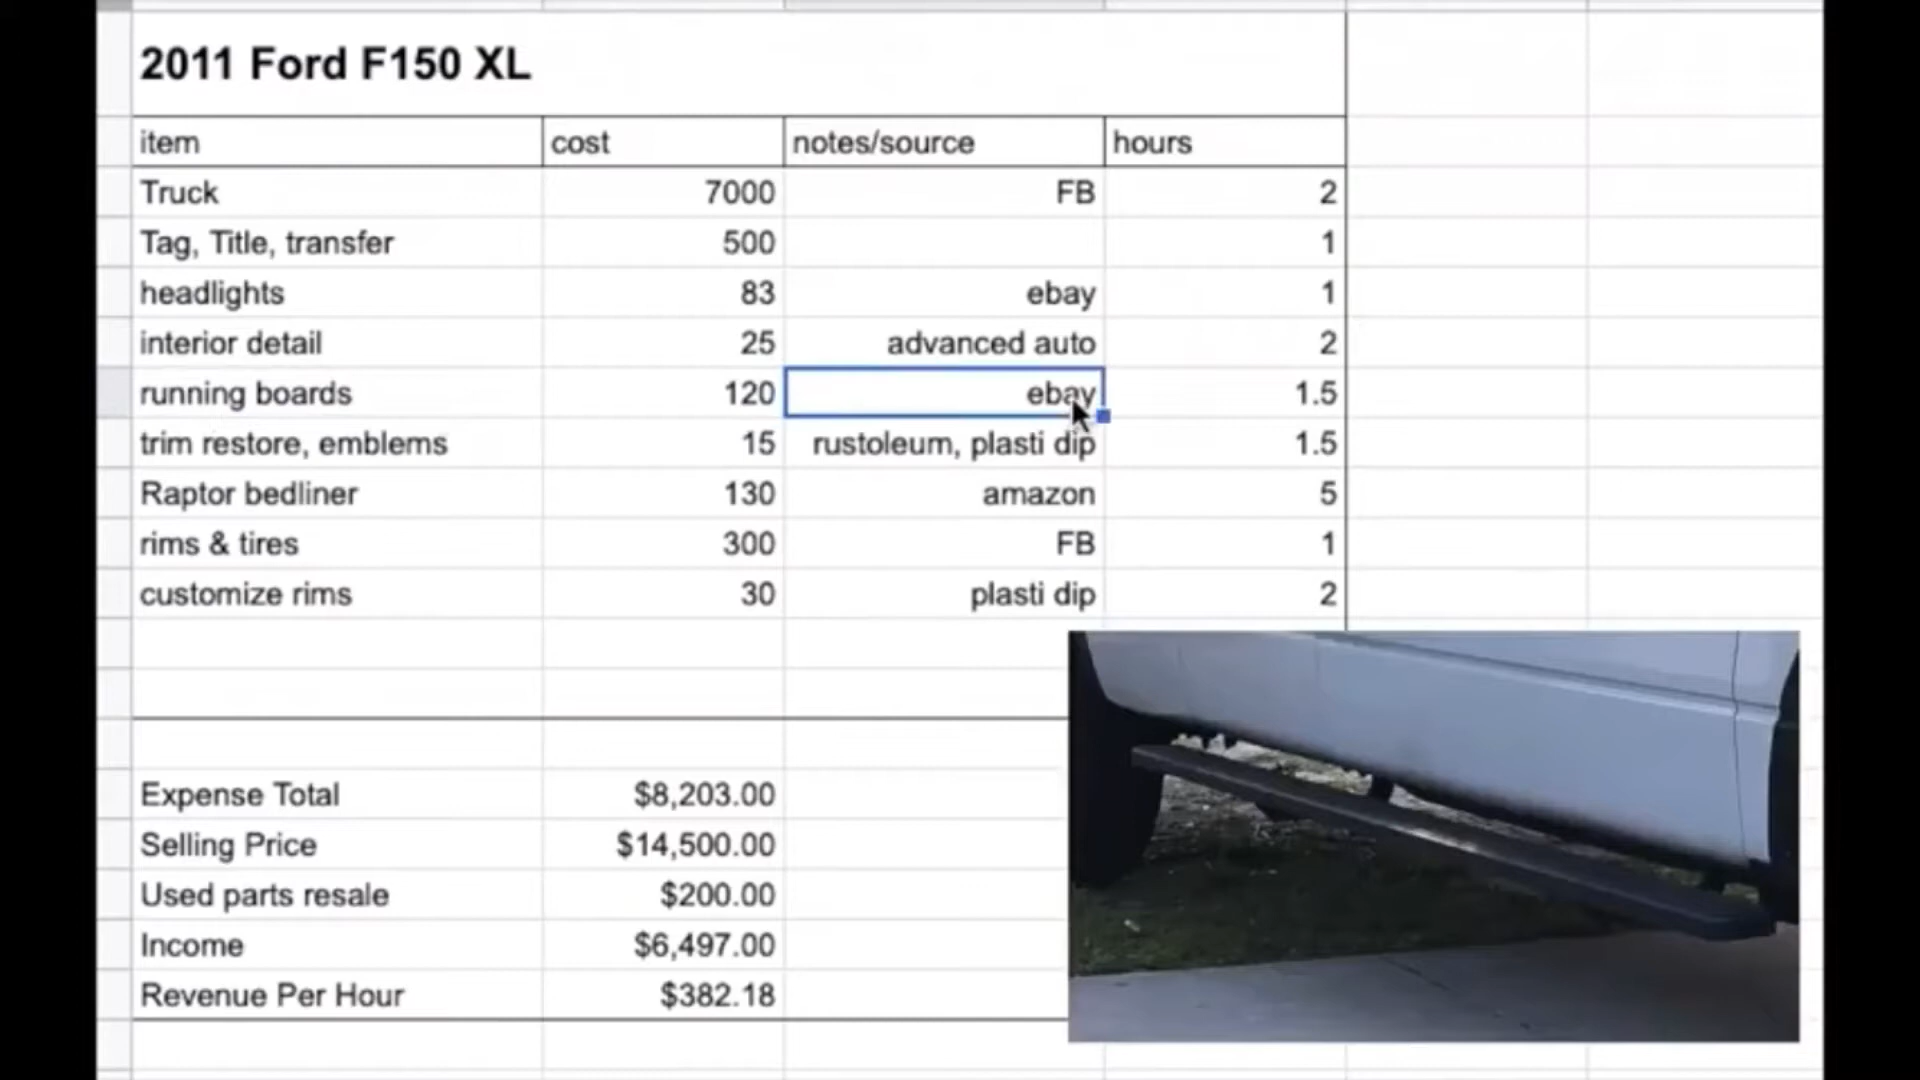 2011 Ford F150 XL
item cost notes/source hours
Truck 7000 FB 2
Tag, Title, transfer 500 1
headlights 83 ebay 1
interior detail 25 advanced auto 2
running boards 120 ebay 1.5
trim restore, emblems 15 rustoleum, plasti dip 1.5
Raptor bedliner 130 amazon 5
rims & tires 300 FB 1
customize rims 30 plasti dip 2
Expense Total $8,203.00
Selling Price $14,500.00
Used parts resale $200.00
Income $6,497.00
Revenue Per Hour $382.18